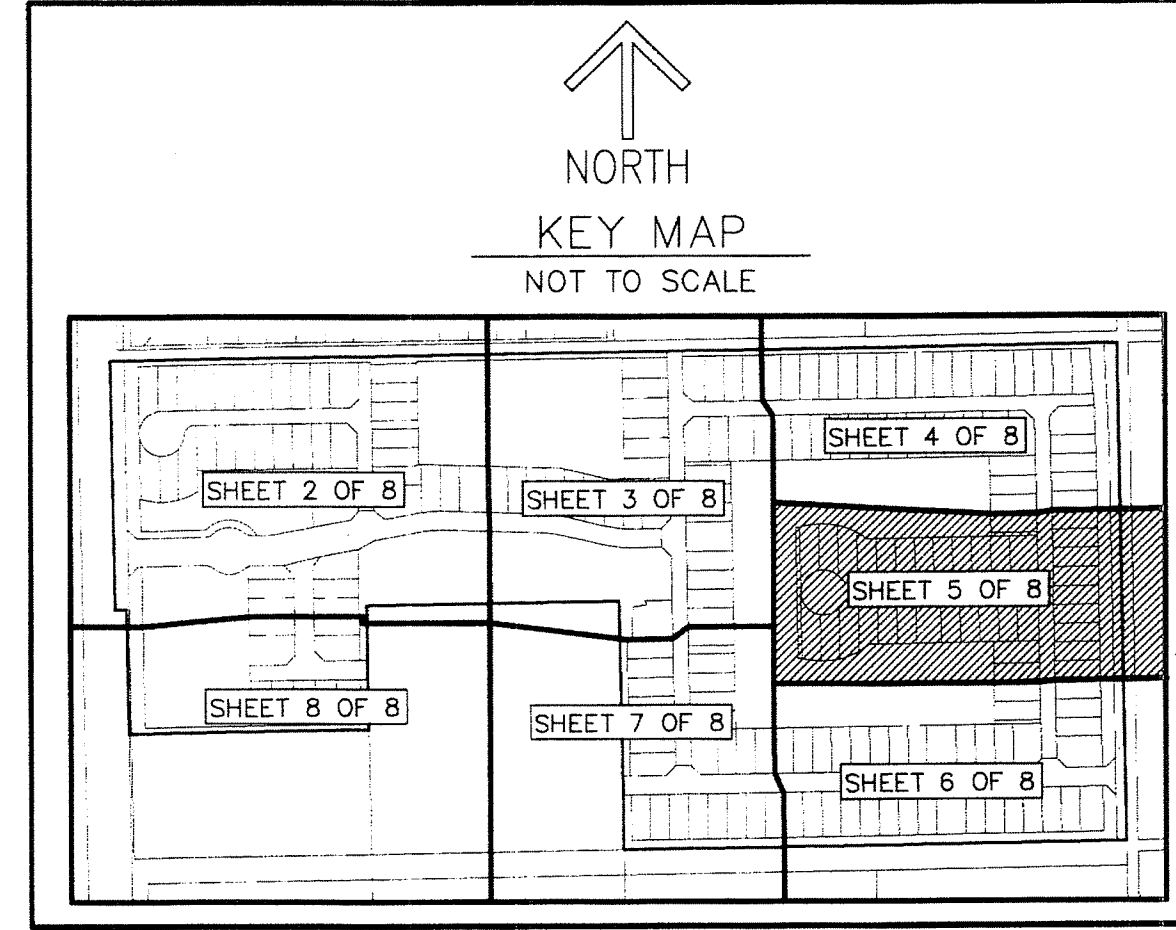 NORTH
KEY MAP
NOT TO SCALE
SHEET 4 OF 8
SHEET 2 OF 8
SHEET 3 OF 8
SHEET 5 OF 8
SHEET 8 OF 8
SHEET 7 OF 8
SHEET 6 OF 8